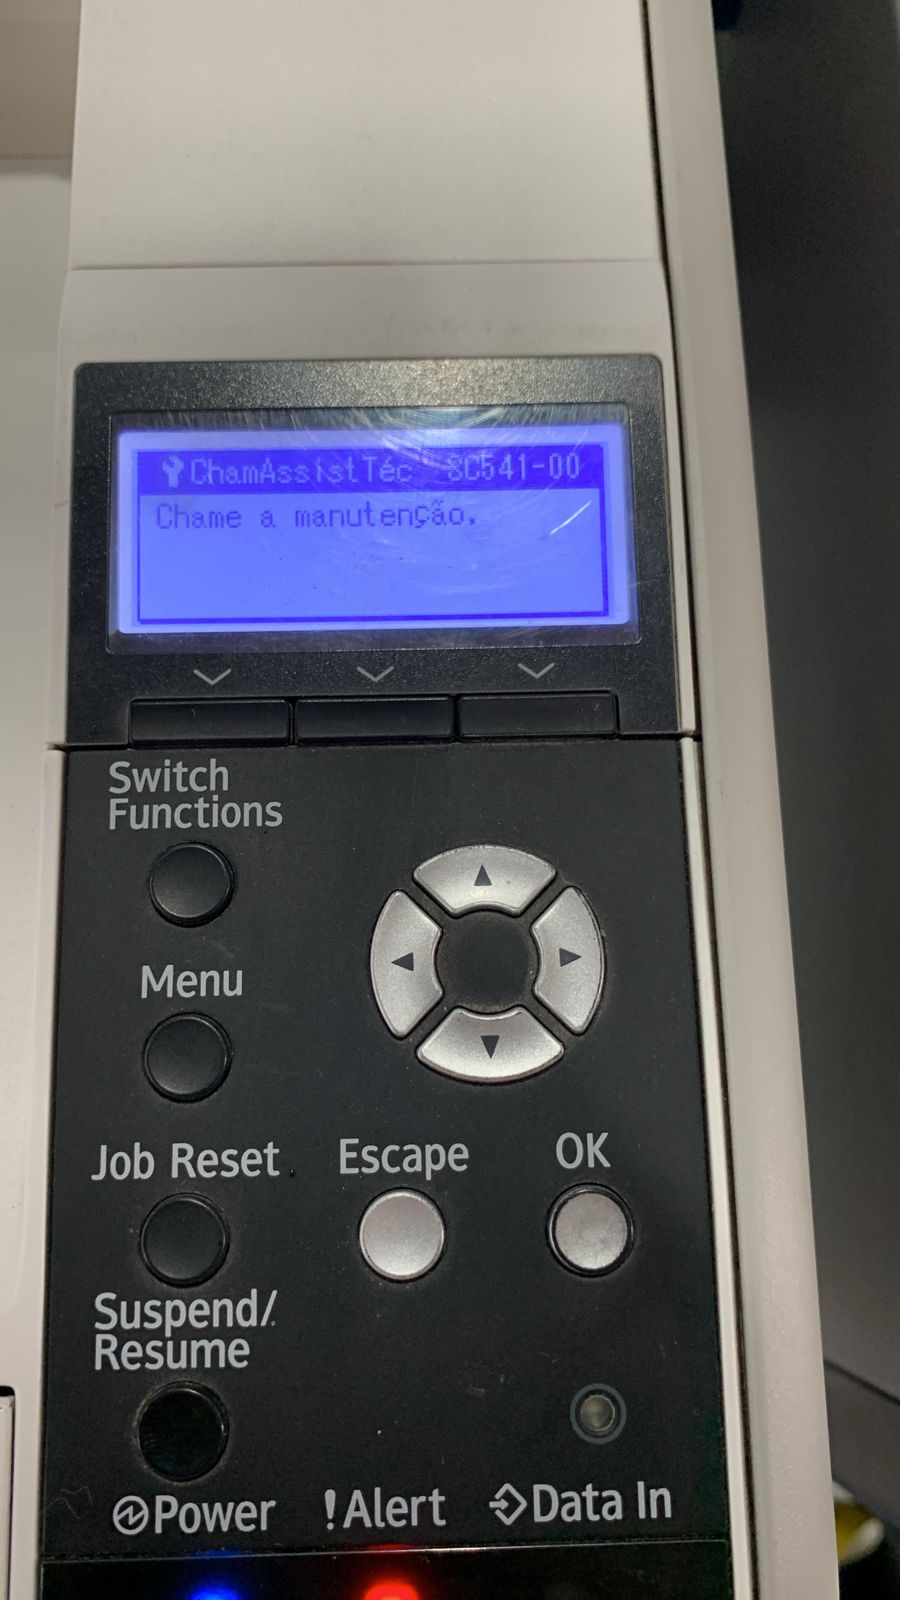 ChamAssistTéc SC541-00
Chame a manutenção.
Switch
Functions
Menu
Job Reset
Escape
OK
Suspend/
Resume
Power
!Alert
Data In